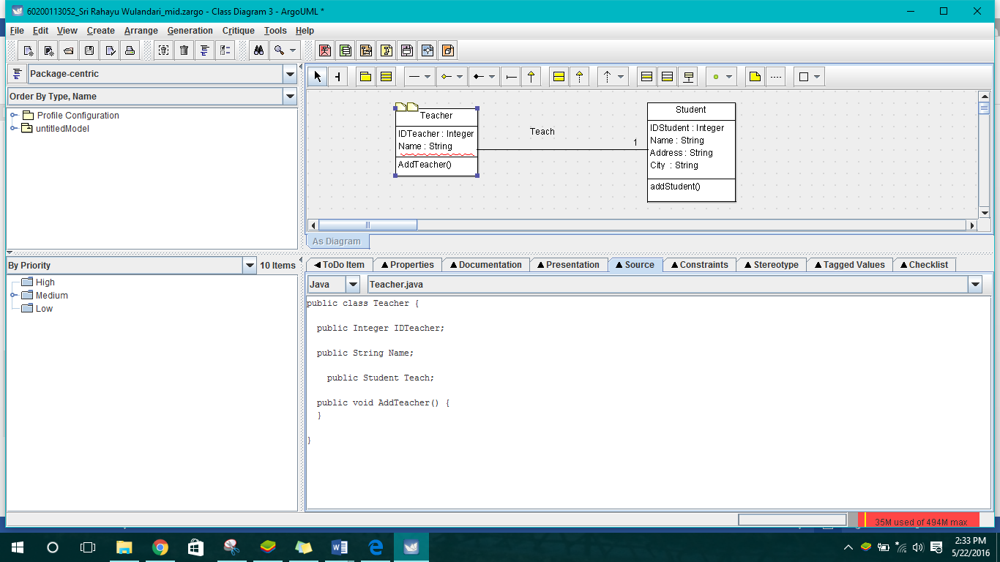 60200113052_Sri Rahayu Wulandari_mid.zargo - Class Diagram 3 - ArgoUML *
File Edit View Create Arrange Generation Critique Tools Help
Package-centric
Order By Type, Name
Profile Configuration
untitledModel
Teacher
IDTeacher : Integer
Name : String
AddTeacher()
Teach
1
Student
IDStudent : Integer
Name : String
Address : String
City : String
addStudent()
As Diagram
By Priority 10 Items
High
Medium
Low
ToDo Item Properties Documentation Presentation Source Constraints Stereotype Tagged Values Checklist
Java Teacher.java
public class Teacher {
public Integer IDTeacher;
public String Name;
public Student Teach;
public void AddTeacher() {
}
}
35M used of 494M max
2:33 PM
5/22/2016